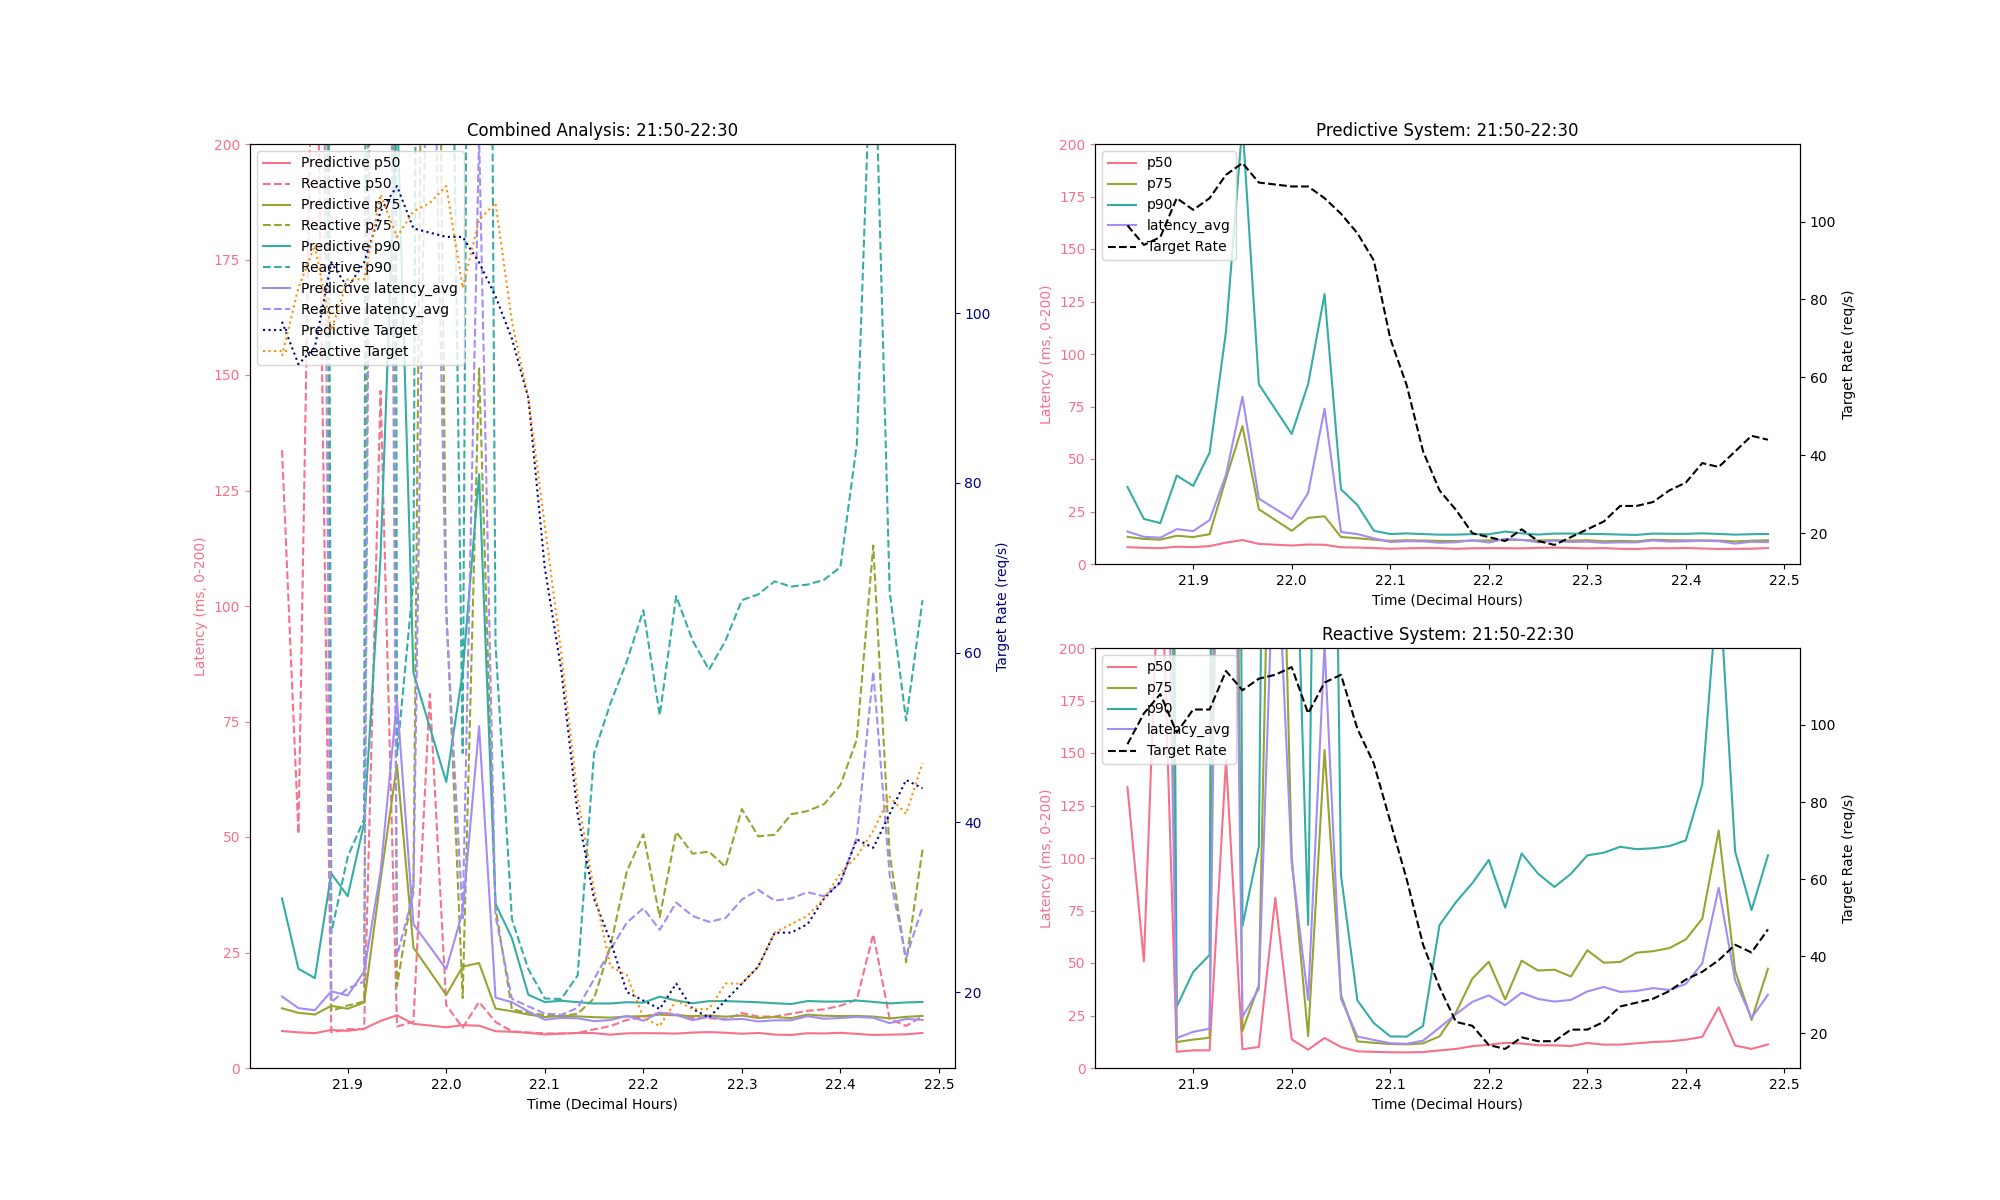 Combined Analysis: 21:50-22:30
200
175
150
125
100
75
50
25
0
Latency (ms, 0-200)
Predictive p50
Reactive p50
Predictive p75
Reactive p75
Predictive p90
Reactive p90
Predictive latency_avg
Reactive latency_avg
Predictive Target
Reactive Target
100
80
60
40
20
Target Rate (req/s)
21.9 22.0 22.1 22.2 22.3 22.4 22.5
Time (Decimal Hours)
Predictive System: 21:50-22:30
200
175
150
125
100
75
50
25
0
Latency (ms, 0-200)
p50
p75
p90
latency_avg
Target Rate
100
80
60
40
20
Target Rate (req/s)
21.9 22.0 22.1 22.2 22.3 22.4 22.5
Time (Decimal Hours)
Reactive System: 21:50-22:30
200
175
150
125
100
75
50
25
0
Latency (ms, 0-200)
p50
p75
p90
latency_avg
Target Rate
100
80
60
40
20
Target Rate (req/s)
21.9 22.0 22.1 22.2 22.3 22.4 22.5
Time (Decimal Hours)